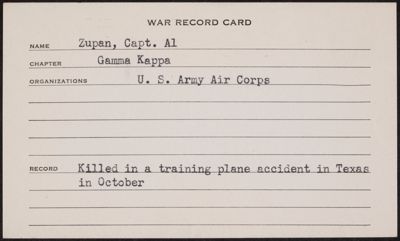 WAR RECORD CARD
NAME Zupan, Capt. Al
CHAPTER Gamma Kappa
ORGANIZATIONS U. S. Army Air Corps
RECORD Killed in a training plane accident in Texas
in October